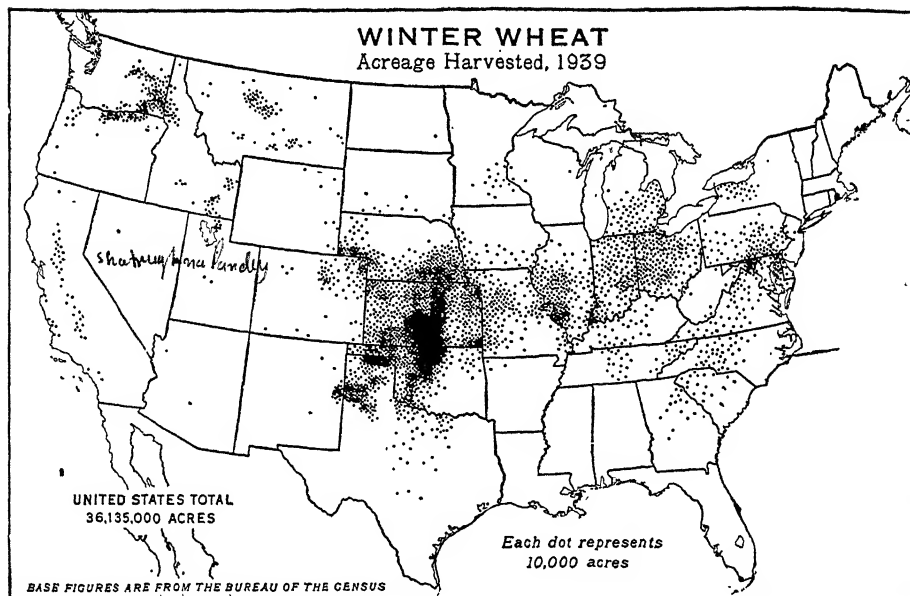 WINTER WHEAT
Acreage Harvested, 1939
UNITED STATES TOTAL
36,135,000 ACRES
Each dot represents
10,000 acres
BASE FIGURES ARE FROM THE BUREAU OF THE CENSUS